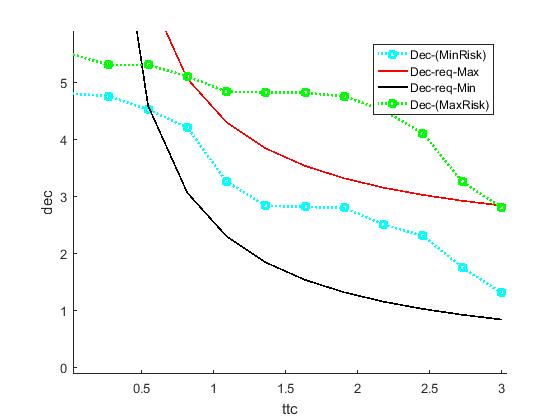 Dec-(MinRisk)
Dec-req-Max
Dec-req-Min
Dec-(MaxRisk)
dec
5
4
3
2
1
0
0.5 1 1.5 2 2.5 3
ttc